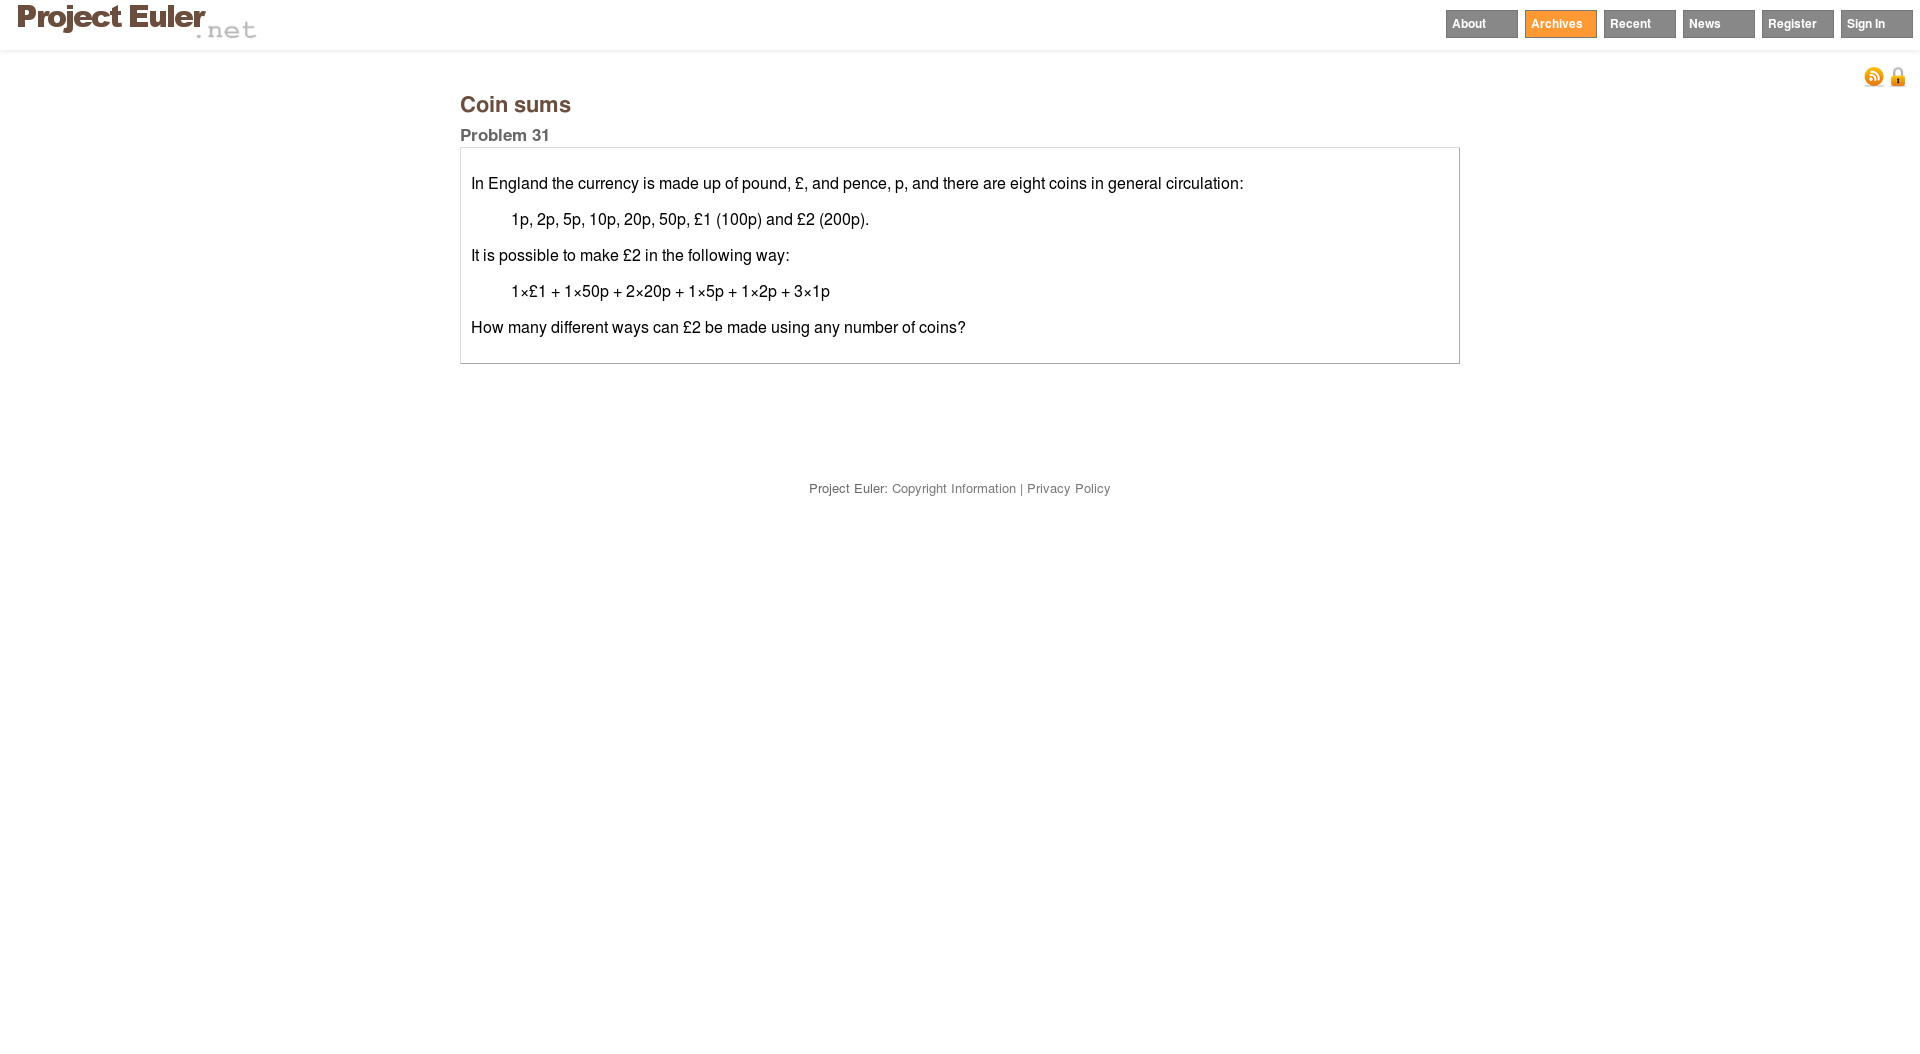 Project Euler.net
About Archives Recent News Register Sign In
Coin sums
Problem 31
In England the currency is made up of pound, £, and pence, p, and there are eight coins in general circulation:
1p, 2p, 5p, 10p, 20p, 50p, £1 (100p) and £2 (200p).
It is possible to make £2 in the following way:
1×£1 + 1×50p + 2×20p + 1×5p + 1×2p + 3×1p
How many different ways can £2 be made using any number of coins?
Project Euler: Copyright Information | Privacy Policy